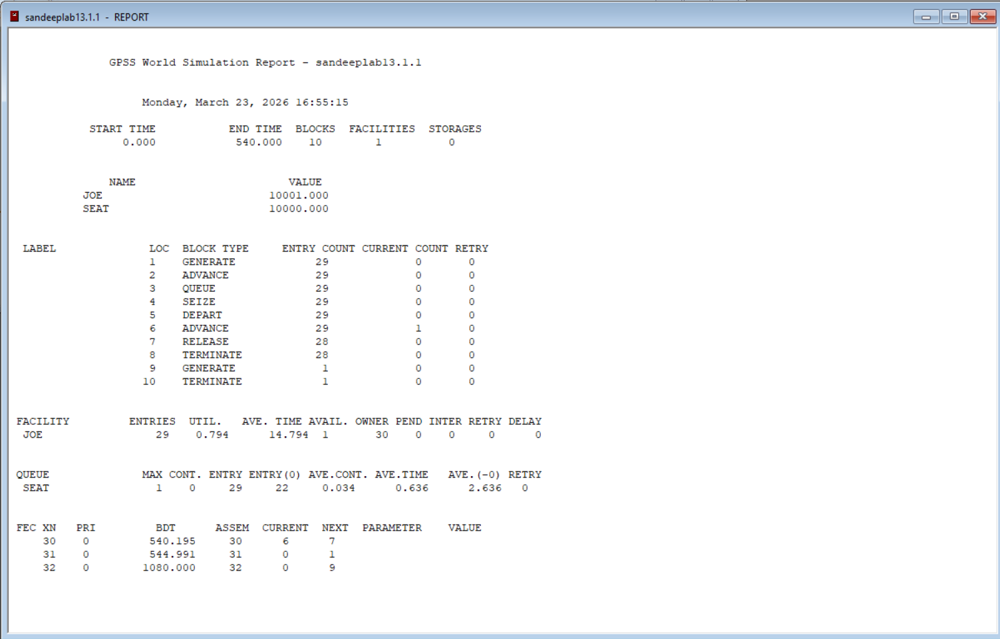 sandeeplab13.1.1 - REPORT
GPSS World Simulation Report - sandeeplab13.1.1
Monday, March 23, 2026 16:55:15
START TIME END TIME BLOCKS FACILITIES STORAGES
0.000 540.000 10 1 0
NAME VALUE
JOE 10001.000
SEAT 10000.000
LABEL LOC BLOCK TYPE ENTRY COUNT CURRENT COUNT RETRY
1 GENERATE 29 0 0
2 ADVANCE 29 0 0
3 QUEUE 29 0 0
4 SEIZE 29 0 0
5 DEPART 29 0 0
6 ADVANCE 29 1 0
7 RELEASE 28 0 0
8 TERMINATE 28 0 0
9 GENERATE 1 0 0
10 TERMINATE 1 0 0
FACILITY ENTRIES UTIL. AVE. TIME AVAIL. OWNER PEND INTER RETRY DELAY
JOE 29 0.794 14.794 1 30 0 0 0 0
QUEUE MAX CONT. ENTRY ENTRY(0) AVE.CONT. AVE.TIME AVE.(-0) RETRY
SEAT 1 0 29 22 0.034 0.636 2.636 0
FEC XN PRI BDT ASSEM CURRENT NEXT PARAMETER VALUE
30 0 540.195 30 6 7
31 0 544.991 31 0 1
32 0 1080.000 32 0 9